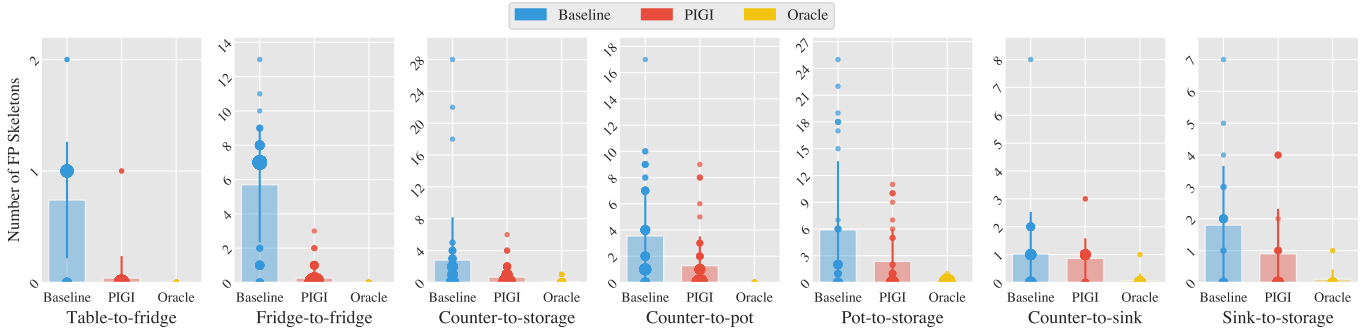 Baseline PIGI Oracle
Number of FP Skeletons
0 1 2
Baseline PIGI Oracle
Table-to-fridge
0 2 4 6 8 10 12 14
Baseline PIGI Oracle
Fridge-to-fridge
0 4 8 12 16 20 24 28
Baseline PIGI Oracle
Counter-to-storage
0 2 4 6 8 10 12 14 16 18
Baseline PIGI Oracle
Counter-to-pot
0 3 6 9 12 15 18 21 24 27
Baseline PIGI Oracle
Pot-to-storage
0 1 2 3 4 5 6 7 8
Baseline PIGI Oracle
Counter-to-sink
0 1 2 3 4 5 6 7
Baseline PIGI Oracle
Sink-to-storage